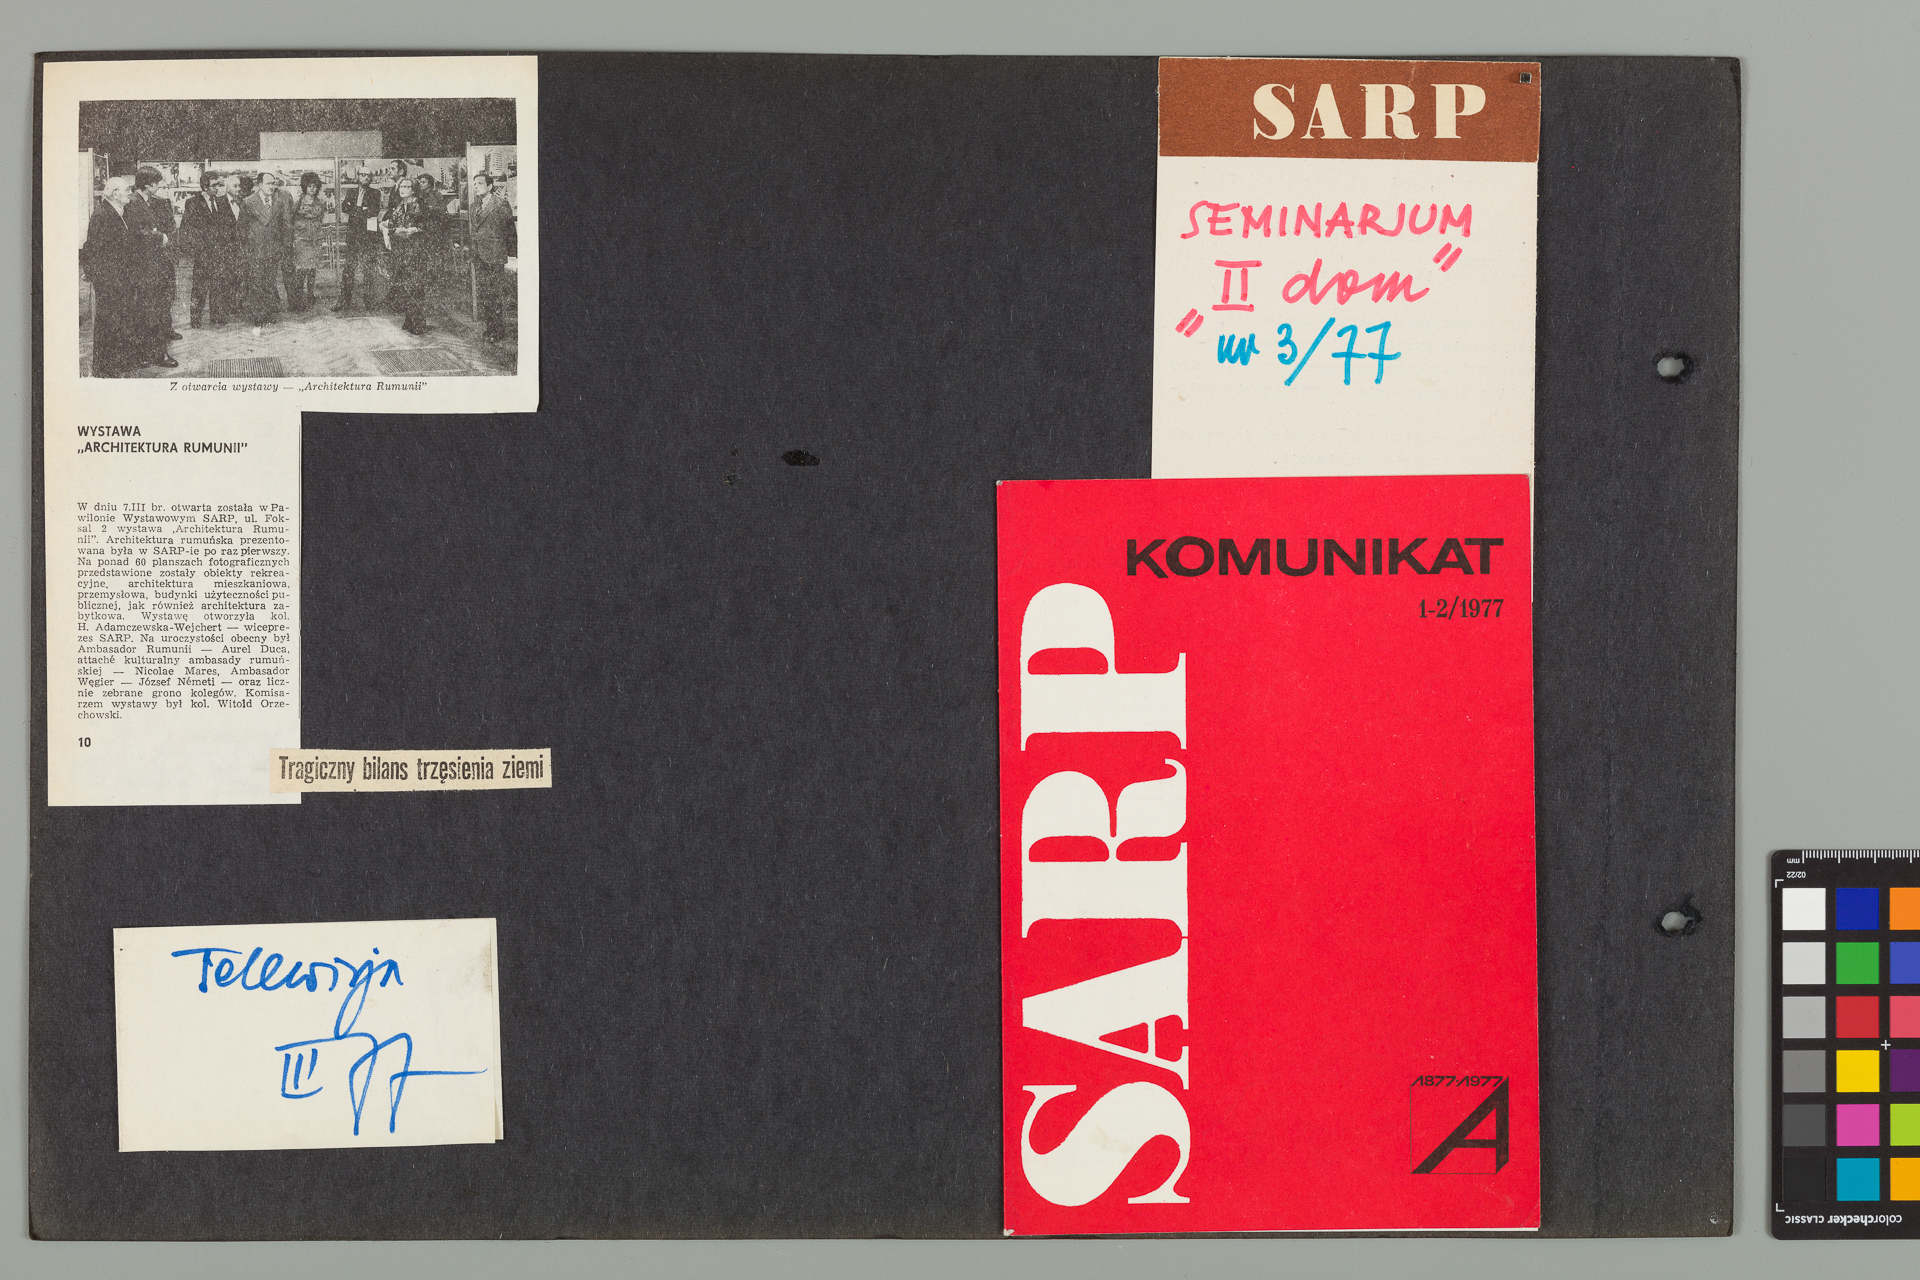 Z otwarcia wystawy — „Architektura Rumunii"
WYSTAWA
„ARCHITEKTURA RUMUNII"
W dniu 7.III br. otwarta została w Pa-
wilonie Wystawowym SARP, ul. Fok-
sal 2 wystawa „Architektura Rumu-
nii". Architektura rumuńska prezento-
wana była w SARP-ie po raz pierwszy.
Na ponad 60 planszach fotograficznych
przedstawione zostały obiekty rekrea-
cyjne, architektura mieszkaniowa,
przemysłowa, budynki użyteczności pu-
blicznej, jak również architektura za-
bytkowa. Wystawę otworzyła kol.
H. Adamczewska-Wejchert — wicepre-
zes SARP. Na uroczystości obecny był
Ambasador Rumunii — Aurel Duca,
attaché kulturalny ambasady rumuń-
skiej — Nicolae Mares, Ambasador
Węgier — József Németi — oraz licz-
nie zebrane grono kolegów. Komisa-
rzem wystawy był kol. Witold Orze-
chowski.
10
Tragiczny bilans trzęsienia ziemi
Telewizja
III 77
SARP
SEMINARJUM
„II dom"
nr 3/77
KOMUNIKAT
1-2/1977
SARP
1877-1977
A
mm
02/22
colorchecker CLASSIC